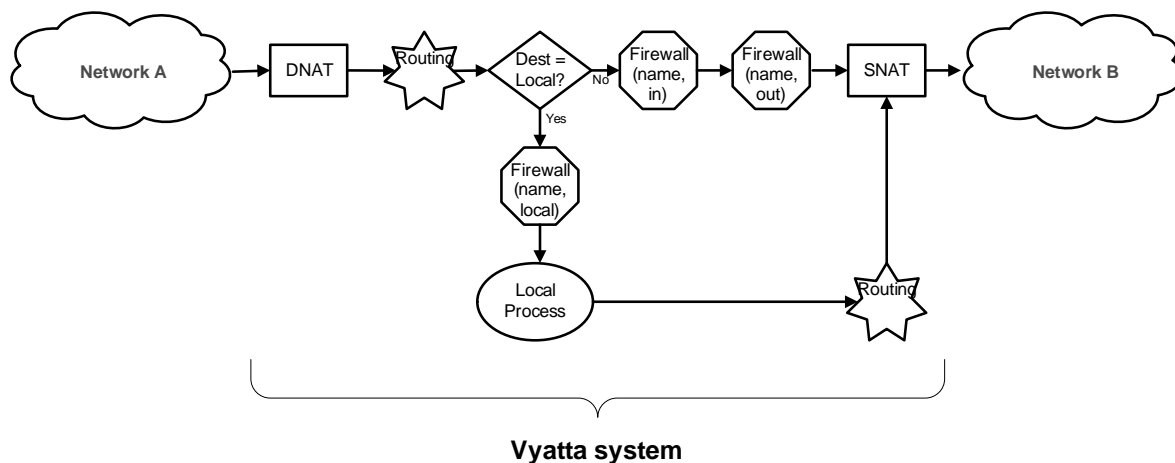 Network A
DNAT
Routing
Dest =
Local?
No
Firewall
(name,
in)
Firewall
(name,
out)
SNAT
Network B
Yes
Firewall
(name,
local)
Local
Process
Routing
Vyatta system